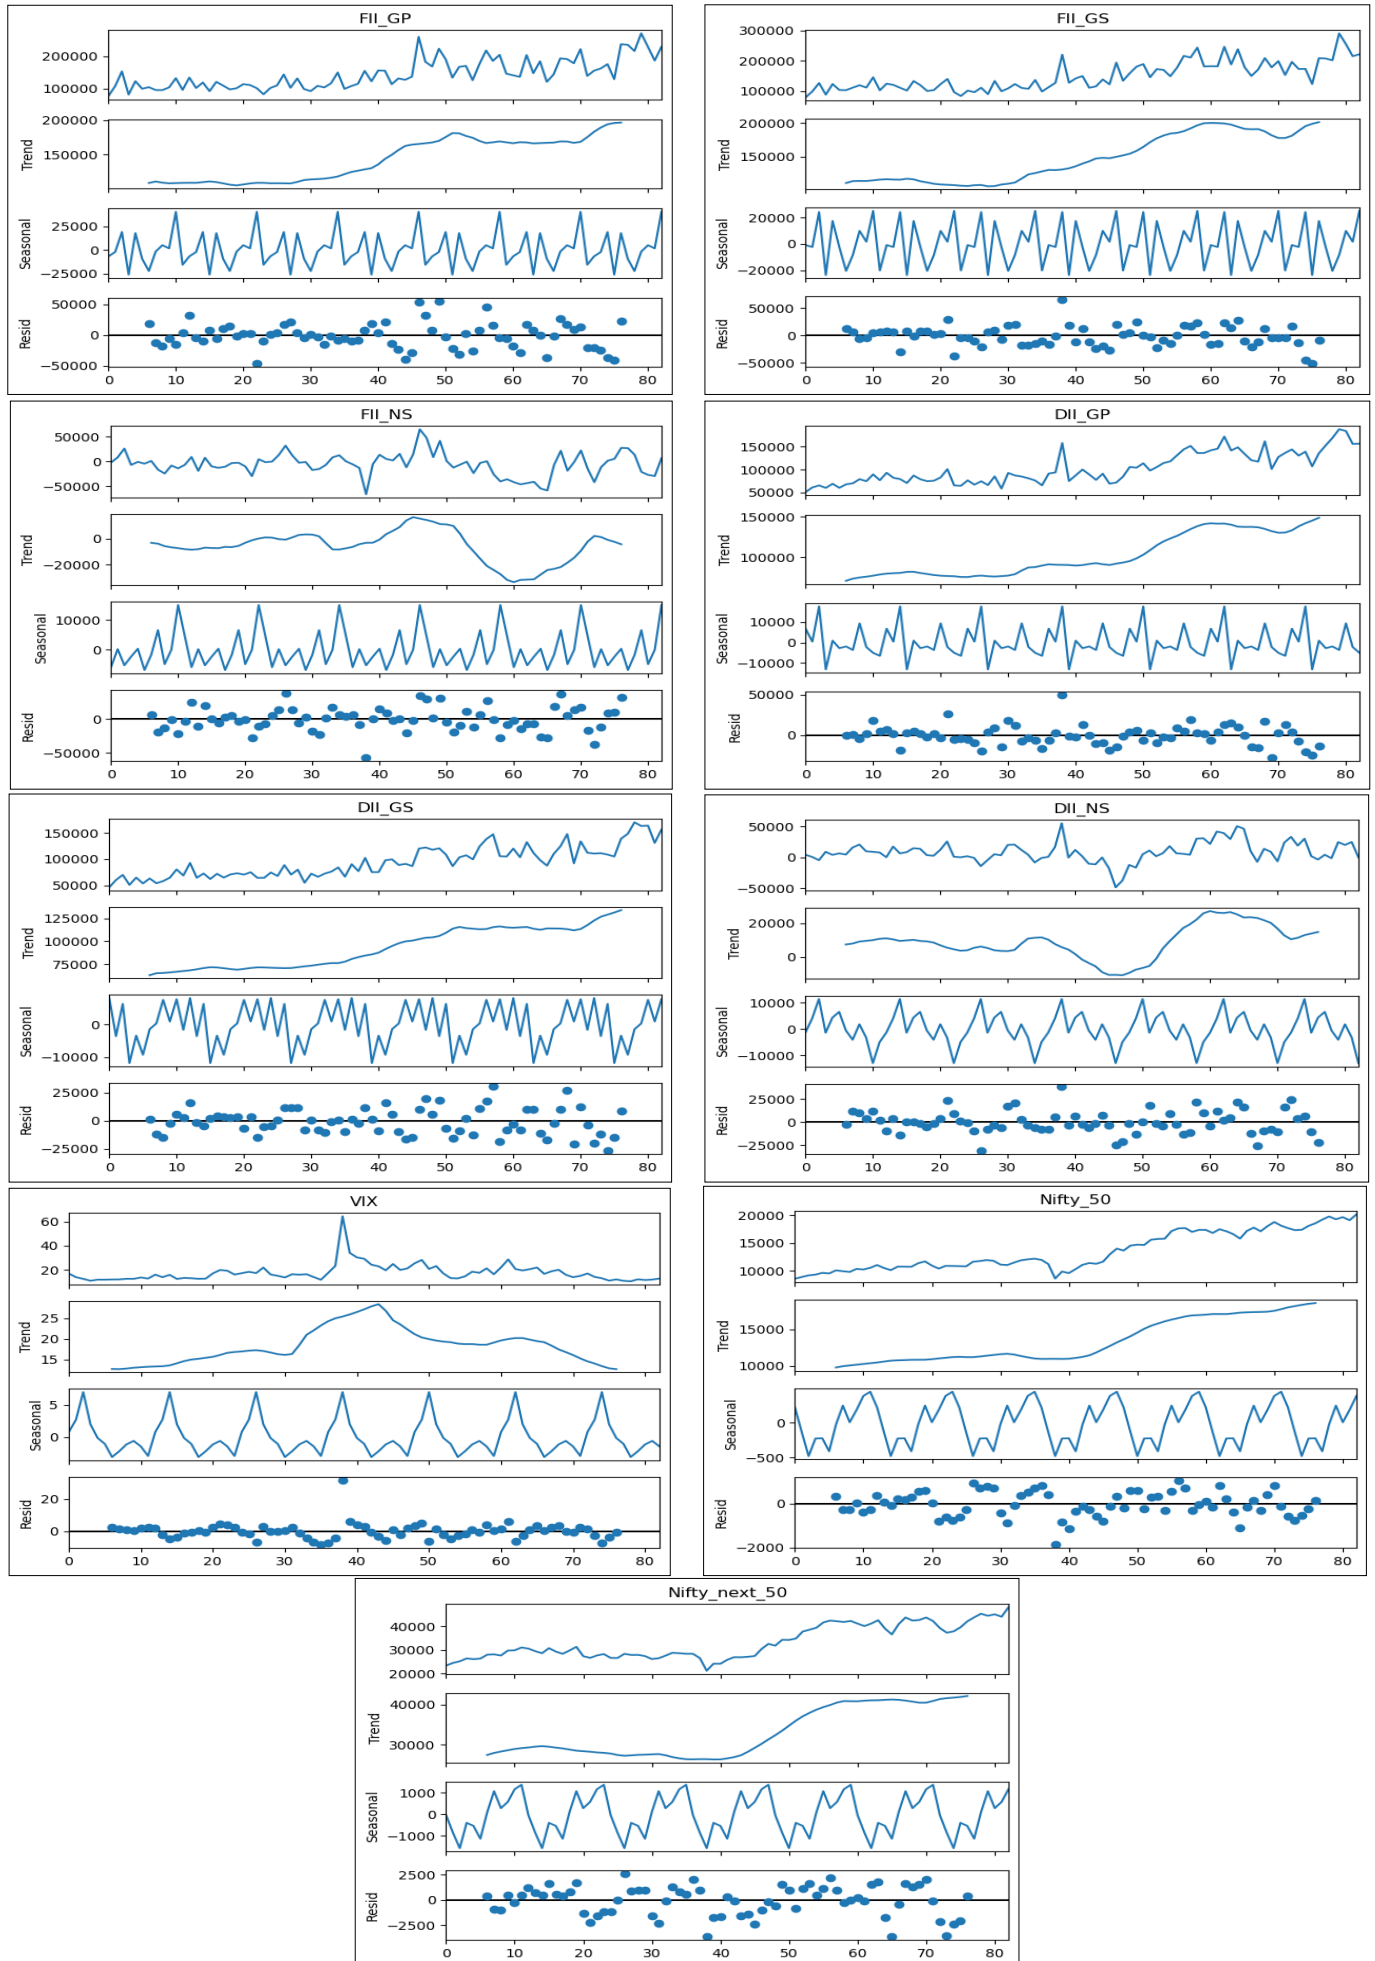 FII_GP
200000
100000
200000
150000
Trend
25000
0
−25000
Seasonal
50000
0
−50000
Resid
0 10 20 30 40 50 60 70 80
FII_GS
300000
200000
100000
200000
150000
Trend
20000
0
−20000
Seasonal
50000
0
−50000
Resid
0 10 20 30 40 50 60 70 80
FII_NS
50000
0
−50000
0
−20000
Trend
10000
0
Seasonal
0
−50000
Resid
0 10 20 30 40 50 60 70 80
DII_GP
150000
100000
50000
150000
100000
Trend
10000
0
−10000
Seasonal
50000
0
Resid
0 10 20 30 40 50 60 70 80
DII_GS
150000
100000
50000
125000
100000
75000
Trend
0
−10000
Seasonal
25000
0
−25000
Resid
0 10 20 30 40 50 60 70 80
DII_NS
50000
0
−50000
20000
0
Trend
10000
0
−10000
Seasonal
25000
0
−25000
Resid
0 10 20 30 40 50 60 70 80
VIX
60
40
20
25
20
15
Trend
5
0
Seasonal
20
0
Resid
0 10 20 30 40 50 60 70 80
Nifty_50
20000
15000
10000
15000
10000
Trend
0
−500
Seasonal
0
−2000
Resid
0 10 20 30 40 50 60 70 80
Nifty_next_50
40000
30000
20000
40000
30000
Trend
1000
0
−1000
Seasonal
2500
0
−2500
Resid
0 10 20 30 40 50 60 70 80